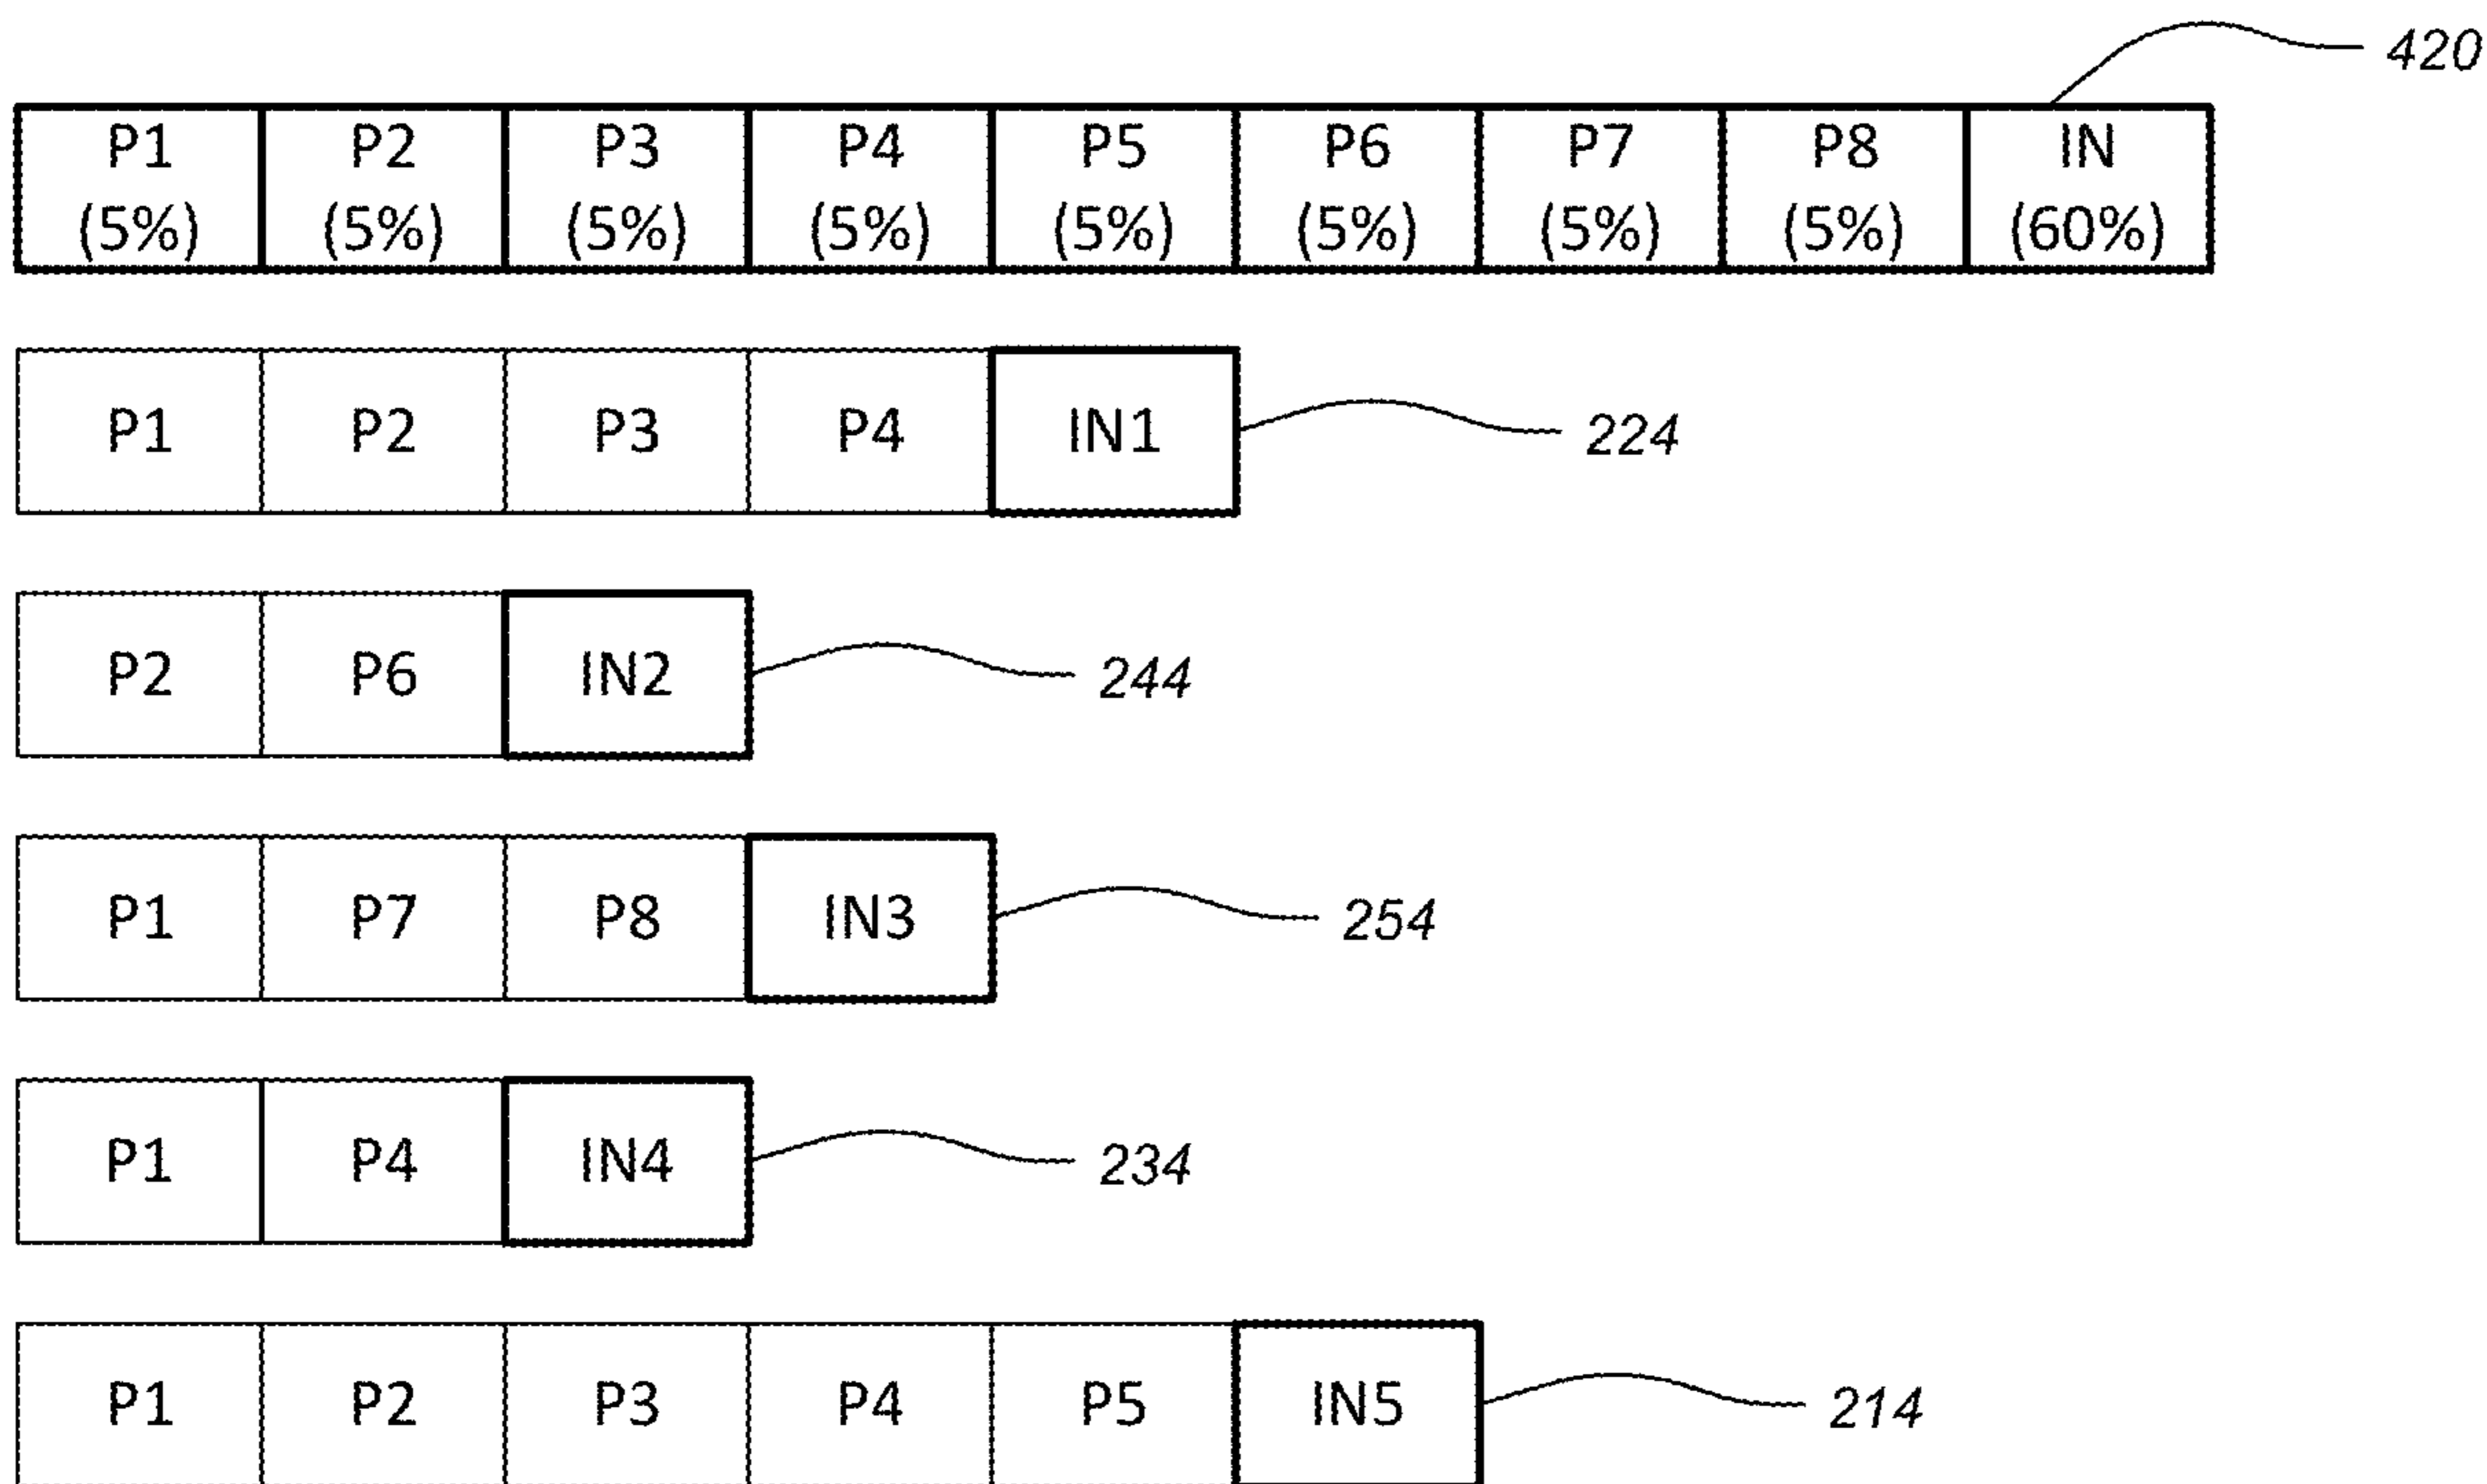 420
P1 P2 P3 P4 P5 P6 P7 P8 IN
(5%) (5%) (5%) (5%) (5%) (5%) (5%) (5%) (60%)
P1 P2 P3 P4 IN1 224
P2 P6 IN2 244
P1 P7 P8 IN3 254
P1 P4 IN4 234
P1 P2 P3 P4 P5 IN5 214